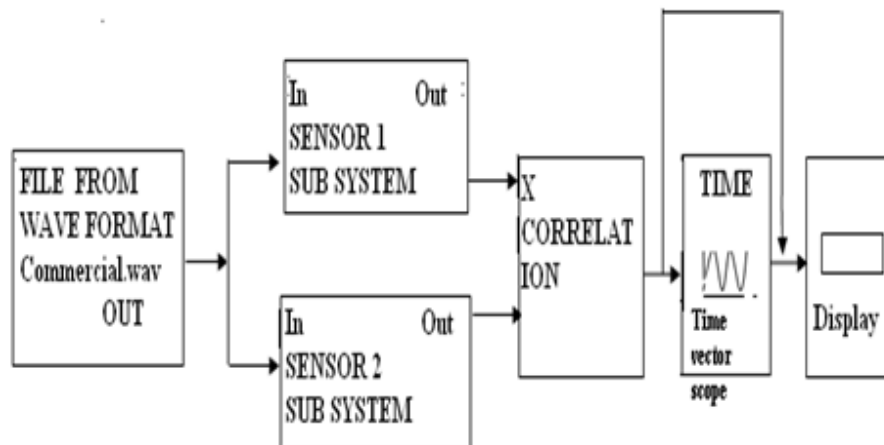 FILE FROM
WAVE FORMAT
Commercial.wav
OUT
In Out
SENSOR 1
SUB SYSTEM
In Out
SENSOR 2
SUB SYSTEM
X
CORRELAT
ION
TIME
Time
vector
scope
Display